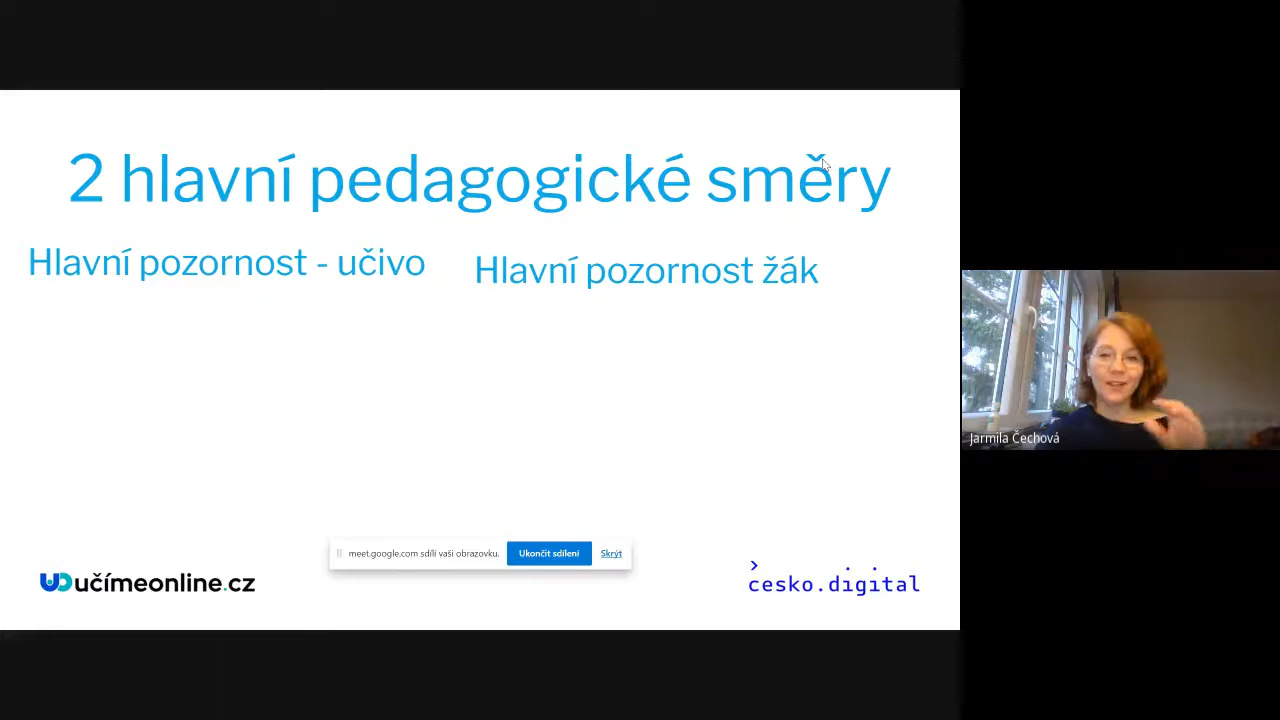 2 hlavní pedagogické směry
Hlavní pozornost - učivo
Hlavní pozornost žák
Jarmila Čechová
meet.google.com sdílí vaši obrazovku.
Ukončit sdílení
Skrýt
učímeonline.cz
cesko.digital